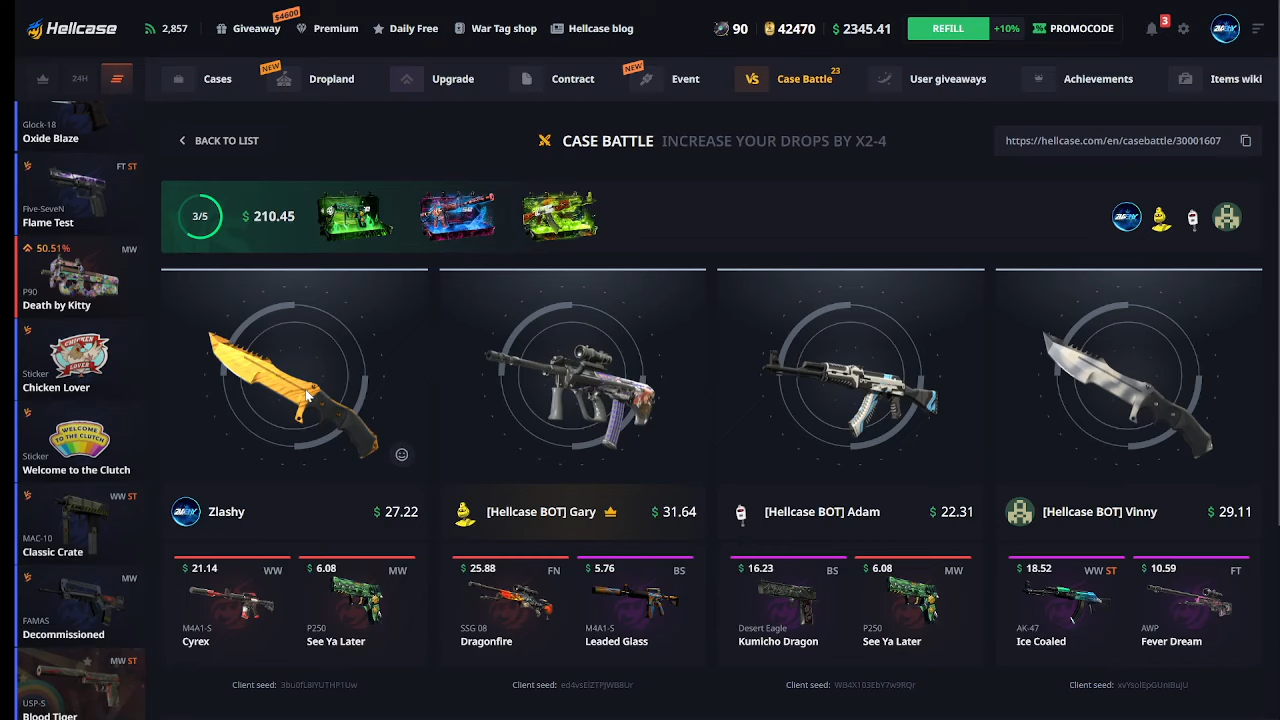 Hellcase
2,857
Giveaway
$4600
Premium
Daily Free
War Tag shop
Hellcase blog
90
42470
$ 2345.41
REFILL
+10%
PROMOCODE
3
24H
Cases
NEW
Dropland
Upgrade
Contract
NEW
Event
VS
Case Battle
23
User giveaways
Achievements
Items wiki
Glock-18
Oxide Blaze
FT ST
Five-SeveN
Flame Test
50.51%
MW
P90
Death by Kitty
Sticker
Chicken Lover
WELCOME
TO THE CLUTCH
Sticker
Welcome to the Clutch
WW ST
MAC-10
Classic Crate
MW
FAMAS
Decommissioned
MW ST
USP-S
Blood Tiger
BACK TO LIST
CASE BATTLE INCREASE YOUR DROPS BY X2-4
https://hellcase.com/en/casebattle/30001607
3/5
$ 210.45
Zlashy
$ 27.22
[Hellcase BOT] Gary
$ 31.64
[Hellcase BOT] Adam
$ 22.31
[Hellcase BOT] Vinny
$ 29.11
$ 21.14
WW
M4A1-S
Cyrex
$ 6.08
MW
P250
See Ya Later
$ 25.88
FN
SSG 08
Dragonfire
$ 5.76
BS
M4A1-S
Leaded Glass
$ 16.23
BS
Desert Eagle
Kumicho Dragon
$ 6.08
MW
P250
See Ya Later
$ 18.52
WW ST
AK-47
Ice Coaled
$ 10.59
FT
AWP
Fever Dream
Client seed:
Client seed:
Client seed:
Client seed: